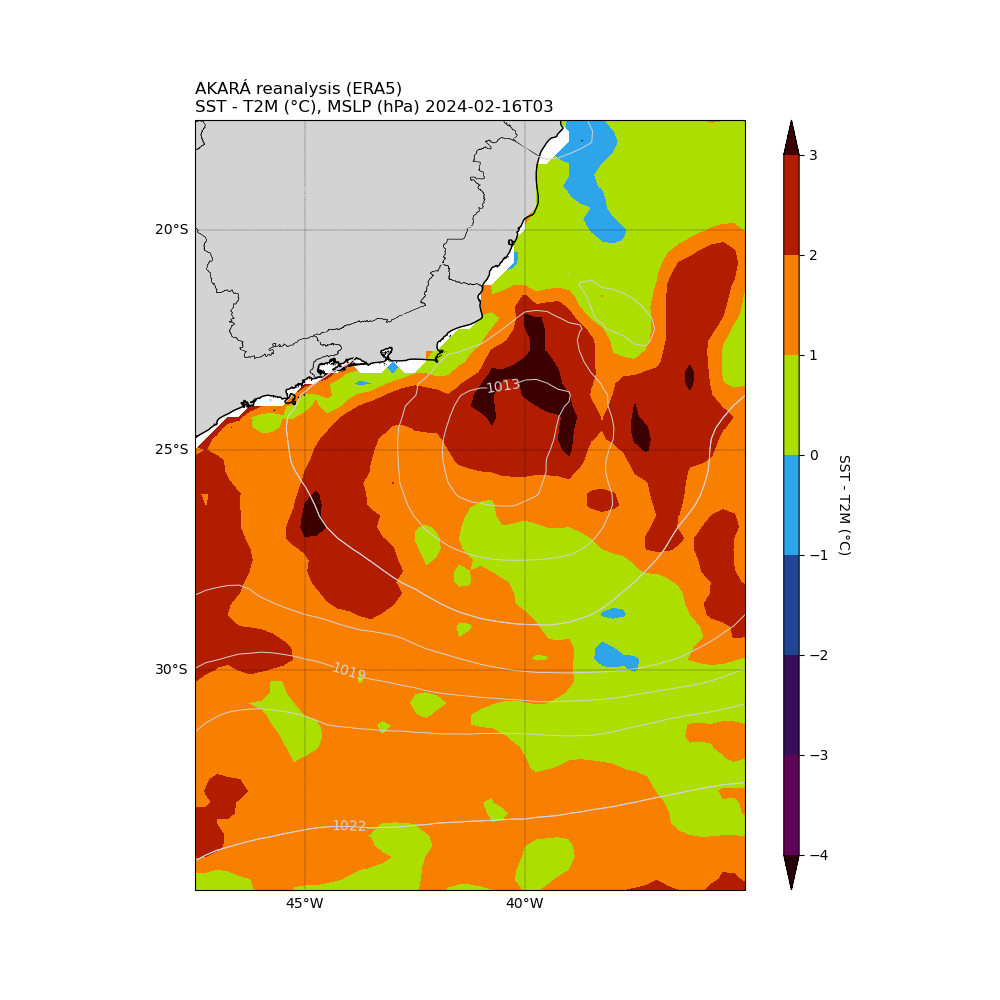 AKARÁ reanalysis (ERA5)
SST - T2M (°C), MSLP (hPa) 2024-02-16T03
20°S
25°S
30°S
45°W
40°W
1013
1019
1022
3
2
1
0
−1
−2
−3
−4
SST - T2M (°C)